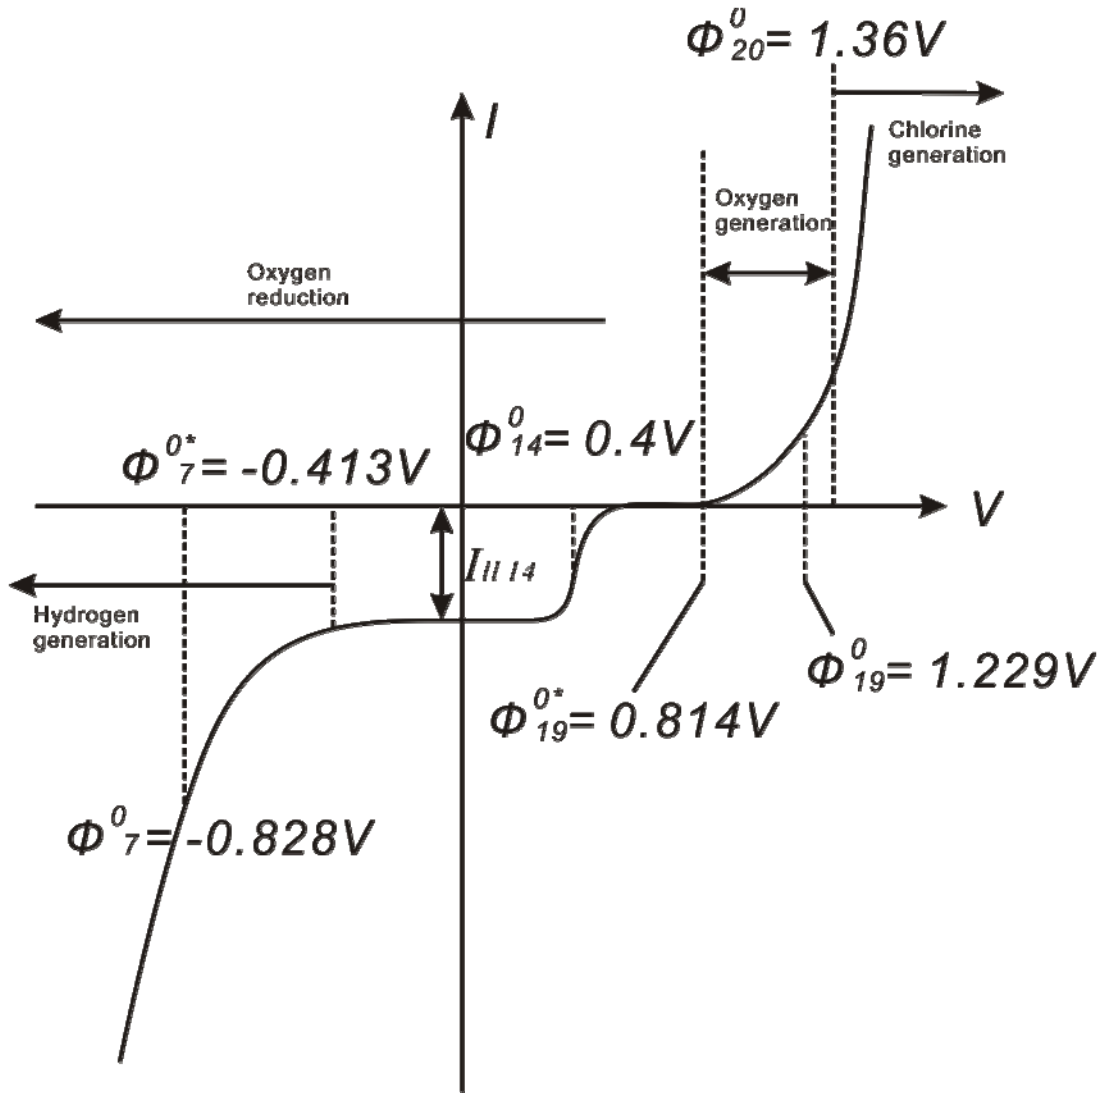 Φ⁰₂₀= 1.36V
I
Chlorine
generation
Oxygen
generation
Oxygen
reduction
Φ⁰₁₄= 0.4V
Φ⁰*₇= -0.413V
V
I ll 14
Hydrogen
generation
Φ⁰₁₉= 1.229V
Φ⁰*₁₉= 0.814V
Φ⁰₇= -0.828V